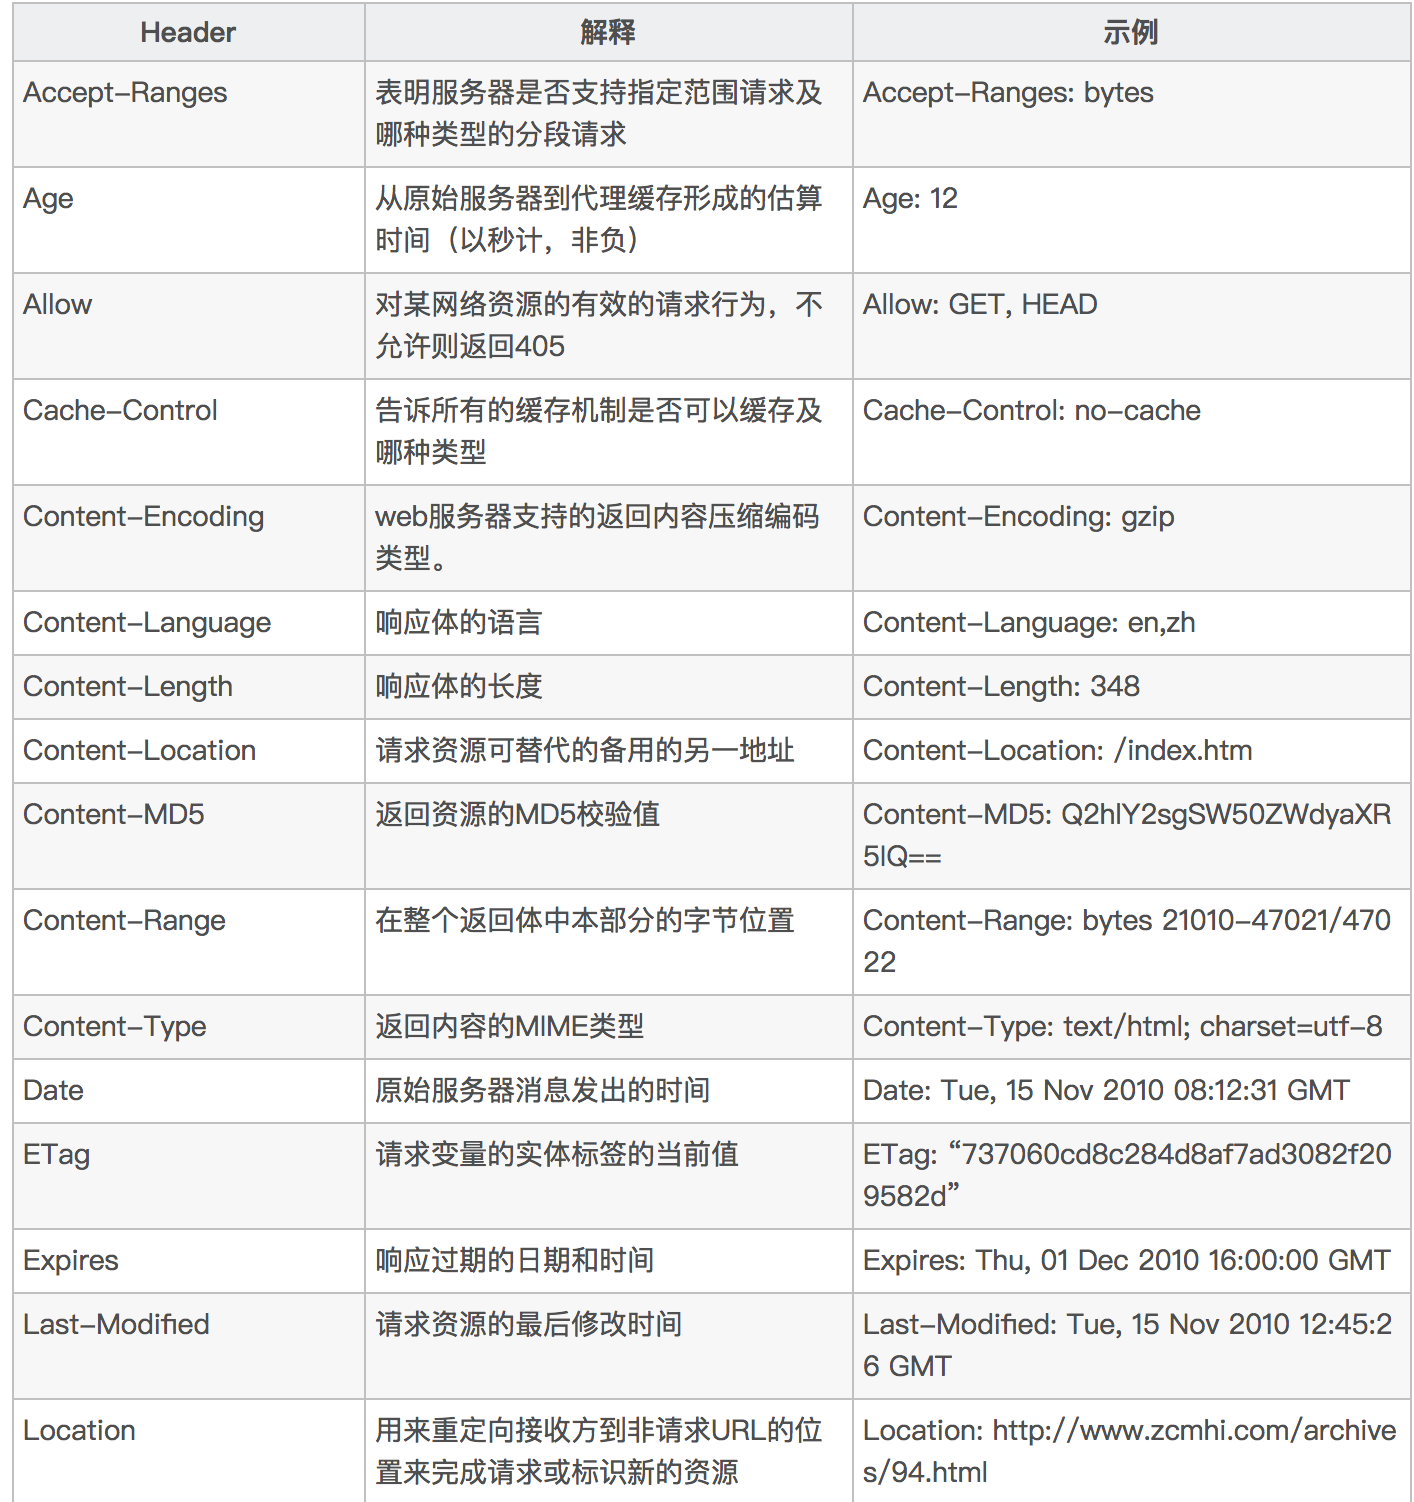 Header 解释 示例
Accept-Ranges 表明服务器是否支持指定范围请求及 Accept-Ranges: bytes
哪种类型的分段请求
Age 从原始服务器到代理缓存形成的估算 Age: 12
时间（以秒计，非负）
Allow 对某网络资源的有效的请求行为，不 Allow: GET, HEAD
允许则返回405
Cache-Control 告诉所有的缓存机制是否可以缓存及 Cache-Control: no-cache
哪种类型
Content-Encoding web服务器支持的返回内容压缩编码 Content-Encoding: gzip
类型。
Content-Language 响应体的语言 Content-Language: en,zh
Content-Length 响应体的长度 Content-Length: 348
Content-Location 请求资源可替代的备用的另一地址 Content-Location: /index.htm
Content-MD5 返回资源的MD5校验值 Content-MD5: Q2hlY2sgSW50ZWdyaXR
5IQ==
Content-Range 在整个返回体中本部分的字节位置 Content-Range: bytes 21010-47021/470
22
Content-Type 返回内容的MIME类型 Content-Type: text/html; charset=utf-8
Date 原始服务器消息发出的时间 Date: Tue, 15 Nov 2010 08:12:31 GMT
ETag 请求变量的实体标签的当前值 ETag: “737060cd8c284d8af7ad3082f20
9582d”
Expires 响应过期的日期和时间 Expires: Thu, 01 Dec 2010 16:00:00 GMT
Last-Modified 请求资源的最后修改时间 Last-Modified: Tue, 15 Nov 2010 12:45:2
6 GMT
Location 用来重定向接收方到非请求URL的位 Location: http://www.zcmhi.com/archive
置来完成请求或标识新的资源 s/94.html